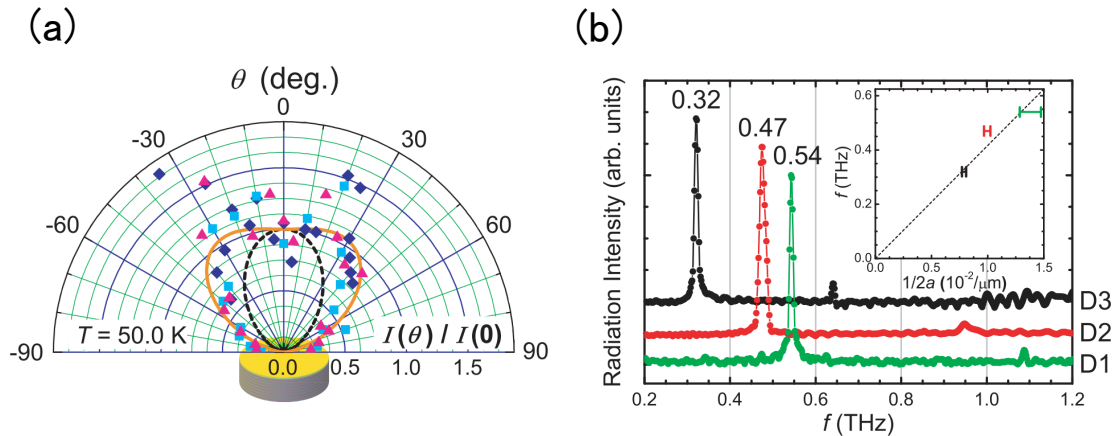 (a)
θ (deg.)
0
-30
30
-60
60
-90
90
T = 50.0 K
I(θ) / I(0)
0.0
0.5
1.0
1.5
(b)
Radiation Intensity (arb. units)
0.32
0.47
0.54
D3
D2
D1
0.2
0.4
0.6
0.8
1.0
1.2
f (THz)
0.6
0.4
0.2
0.0
f (THz)
0.0
0.5
1.0
1.5
1/2a (10⁻²/μm)